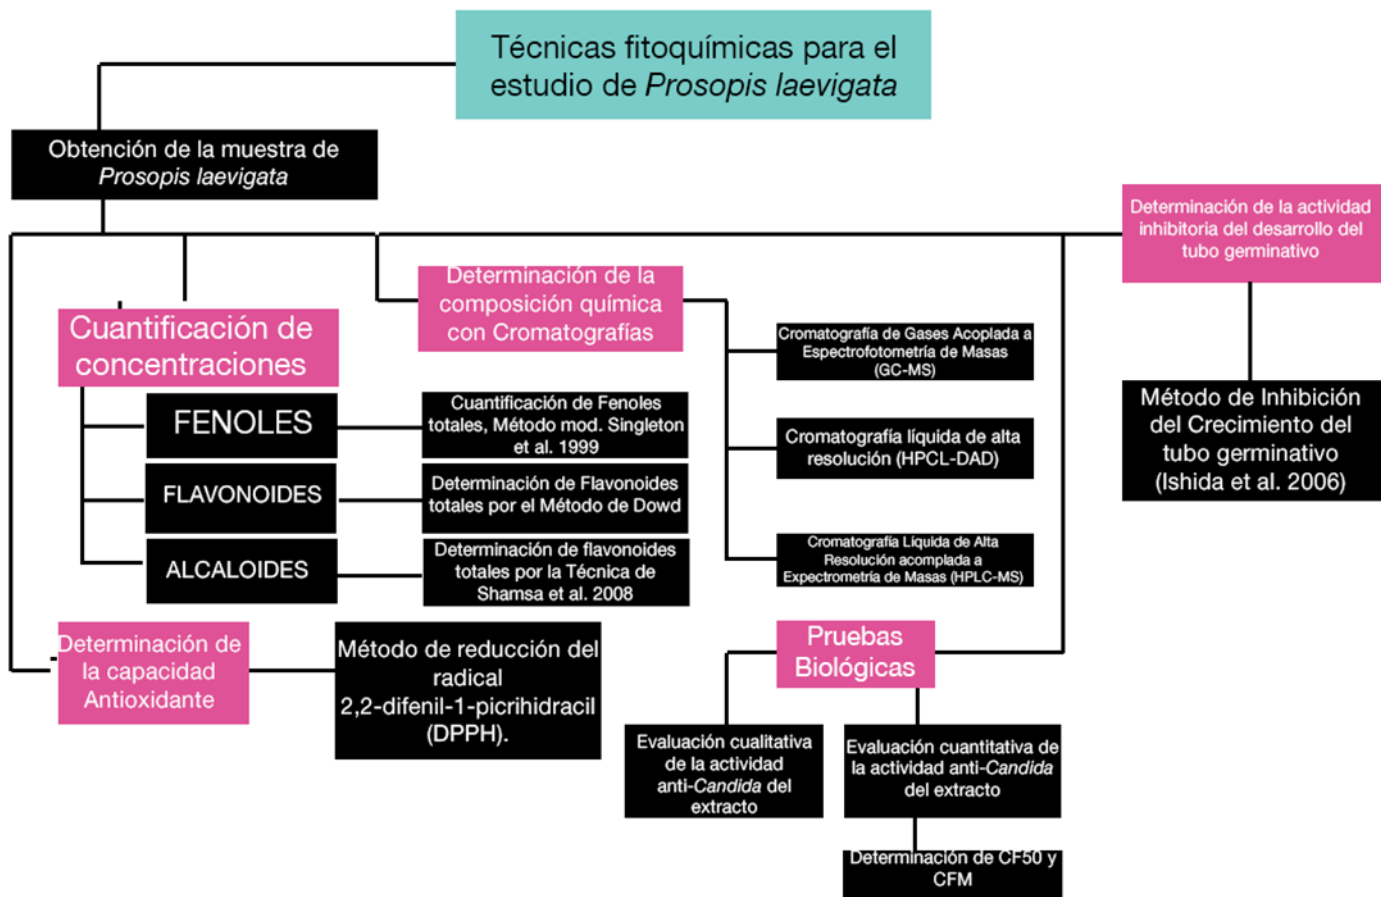 Técnicas fitoquímicas para el
estudio de Prosopis laevigata
Obtención de la muestra de
Prosopis laevigata
Determinación de la actividad
inhibitoria del desarrollo del
tubo germinativo
Método de Inhibición
del Crecimiento del
tubo germinativo
(Ishida et al. 2006)
Determinación de la
composición química
con Cromatografías
Cromatografía de Gases Acoplada a
Espectrofotometría de Masas
(GC-MS)
Cromatografía líquida de alta
resolución (HPCL-DAD)
Cromatografía Líquida de Alta
Resolución acomplada a
Expectrometría de Masas (HPLC-MS)
Cuantificación de
concentraciones
FENOLES
Cuantificación de Fenoles
totales, Método mod. Singleton
et al. 1999
FLAVONOIDES
Determinación de Flavonoides
totales por el Método de Dowd
ALCALOIDES
Determinación de flavonoides
totales por la Técnica de
Shamsa et al. 2008
Determinación de
la capacidad
Antioxidante
Método de reducción del
radical
2,2-difenil-1-picrihidracil
(DPPH).
Pruebas
Biológicas
Evaluación cualitativa
de la actividad
anti-Candida del
extracto
Evaluación cuantitativa de
la actividad anti-Candida
del extracto
Determinación de CF50 y
CFM